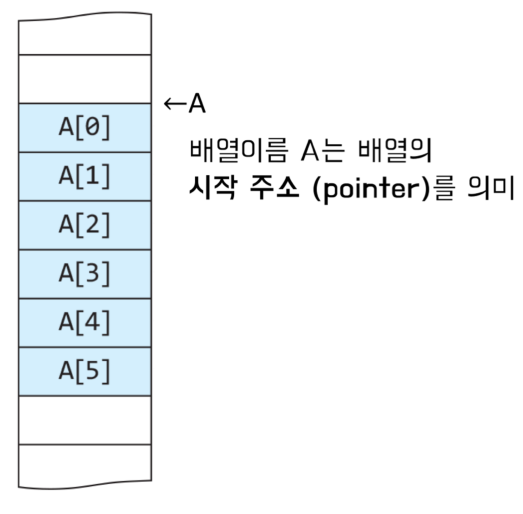 ←A
A[0]
배열이름 A는 배열의
A[1]
시작 주소 (pointer)를 의미
A[2]
A[3]
A[4]
A[5]